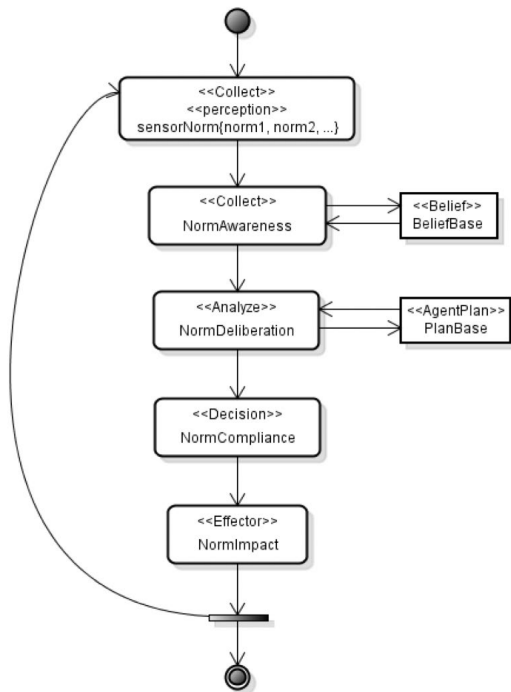 <<Collect>>
<<perception>>
sensorNorm{norm1, norm2, ...}
<<Collect>>
NormAwareness
<<Belief>>
BeliefBase
<<Analyze>>
NormDeliberation
<<AgentPlan>>
PlanBase
<<Decision>>
NormCompliance
<<Effector>>
NormImpact